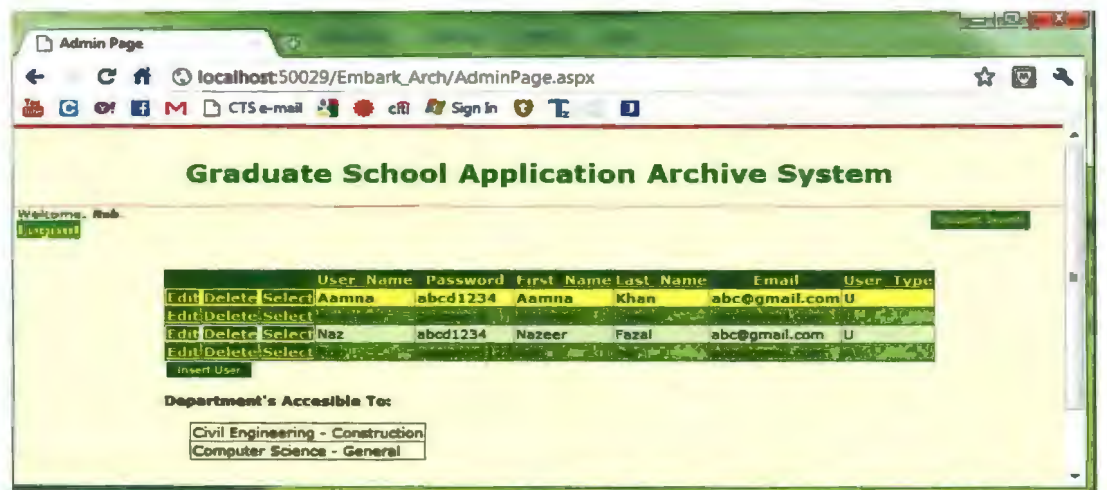 Admin Page
localhost:50029/Embark_Arch/AdminPage.aspx
CTS e-mail citi Sign In
Graduate School Application Archive System
Welcome, Rob
User_Name Password First_Name Last_Name Email User_Type
Edit Delete Select Aamna abcd1234 Aamna Khan abc@gmail.com U
Edit Delete Select
Edit Delete Select Naz abcd1234 Nazeer Fazal abc@gmail.com U
Edit Delete Select
Insert User
Department's Accesible To:
Civil Engineering - Construction
Computer Science - General